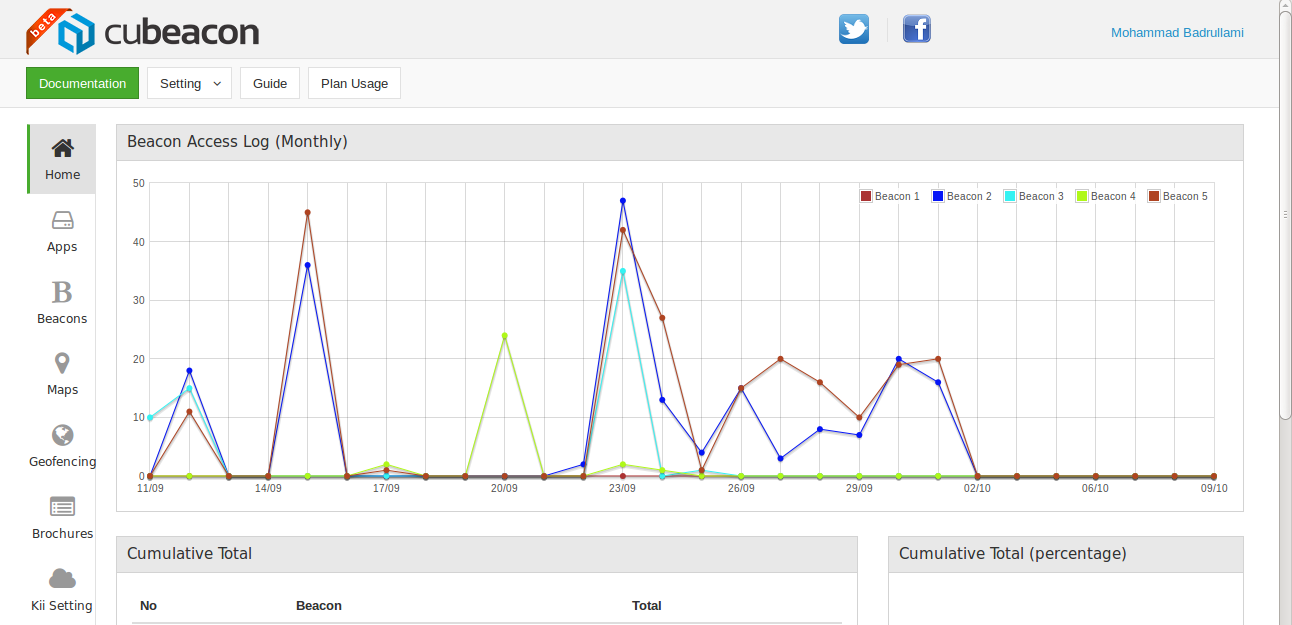 beta
cubeacon
Mohammad Badrullami
Documentation Setting Guide Plan Usage
Home
Apps
B
Beacons
Maps
Geofencing
Brochures
Kii Setting
Beacon Access Log (Monthly)
Beacon 1 Beacon 2 Beacon 3 Beacon 4 Beacon 5
50
40
30
20
10
0
11/09 14/09 17/09 20/09 23/09 26/09 29/09 02/10 06/10 09/10
Cumulative Total
No Beacon Total
Cumulative Total (percentage)